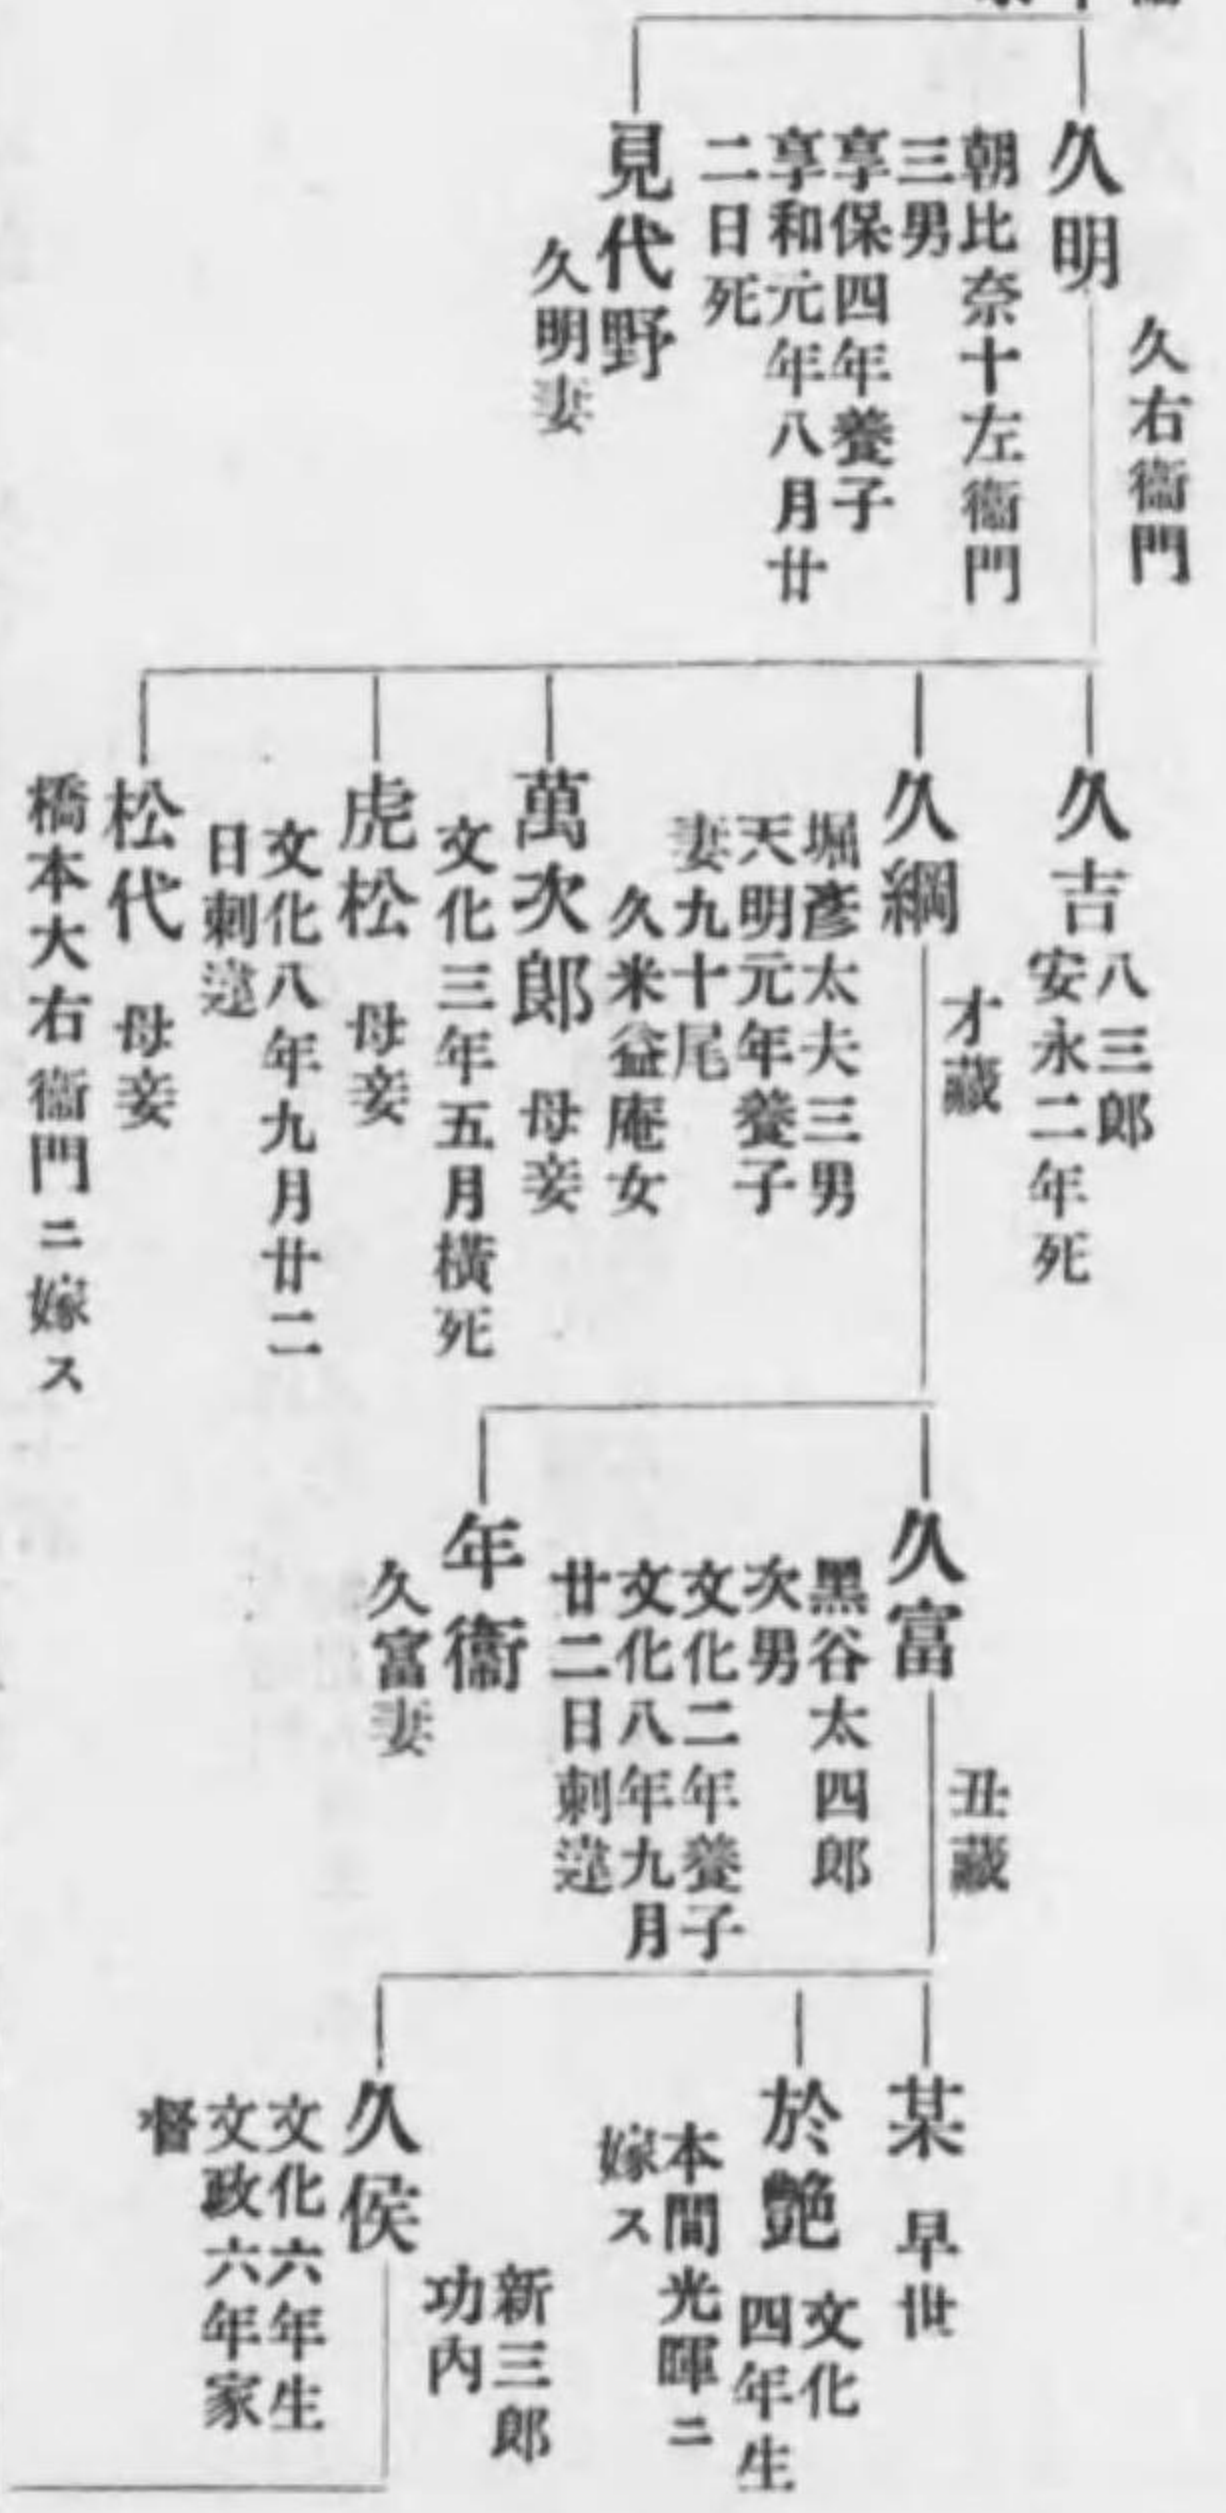 久明
久右衞門
朝比奈十左衞門
三男
享保四年養子
享和元年八月廿
二日死
見代野
久明妻
久吉
八三郎
安永二年死
久綱
才藏
堀彥太夫三男
天明元年養子
妻九十尾
久米益庵女
萬次郎 母妾
文化三年五月橫死
虎松 母妾
文化八年九月廿二
日刺違
松代 母妾
橋本大右衞門ニ嫁ス
久富
丑藏
黑谷太四郎
次男
文化二年養子
文化八年九月
廿二日刺違
年衞
久富妻
某 早世
於艶
文化
四年生
本間光暉ニ
嫁ス
久侯
新三郎
功內
文化六年生
文政六年家
督